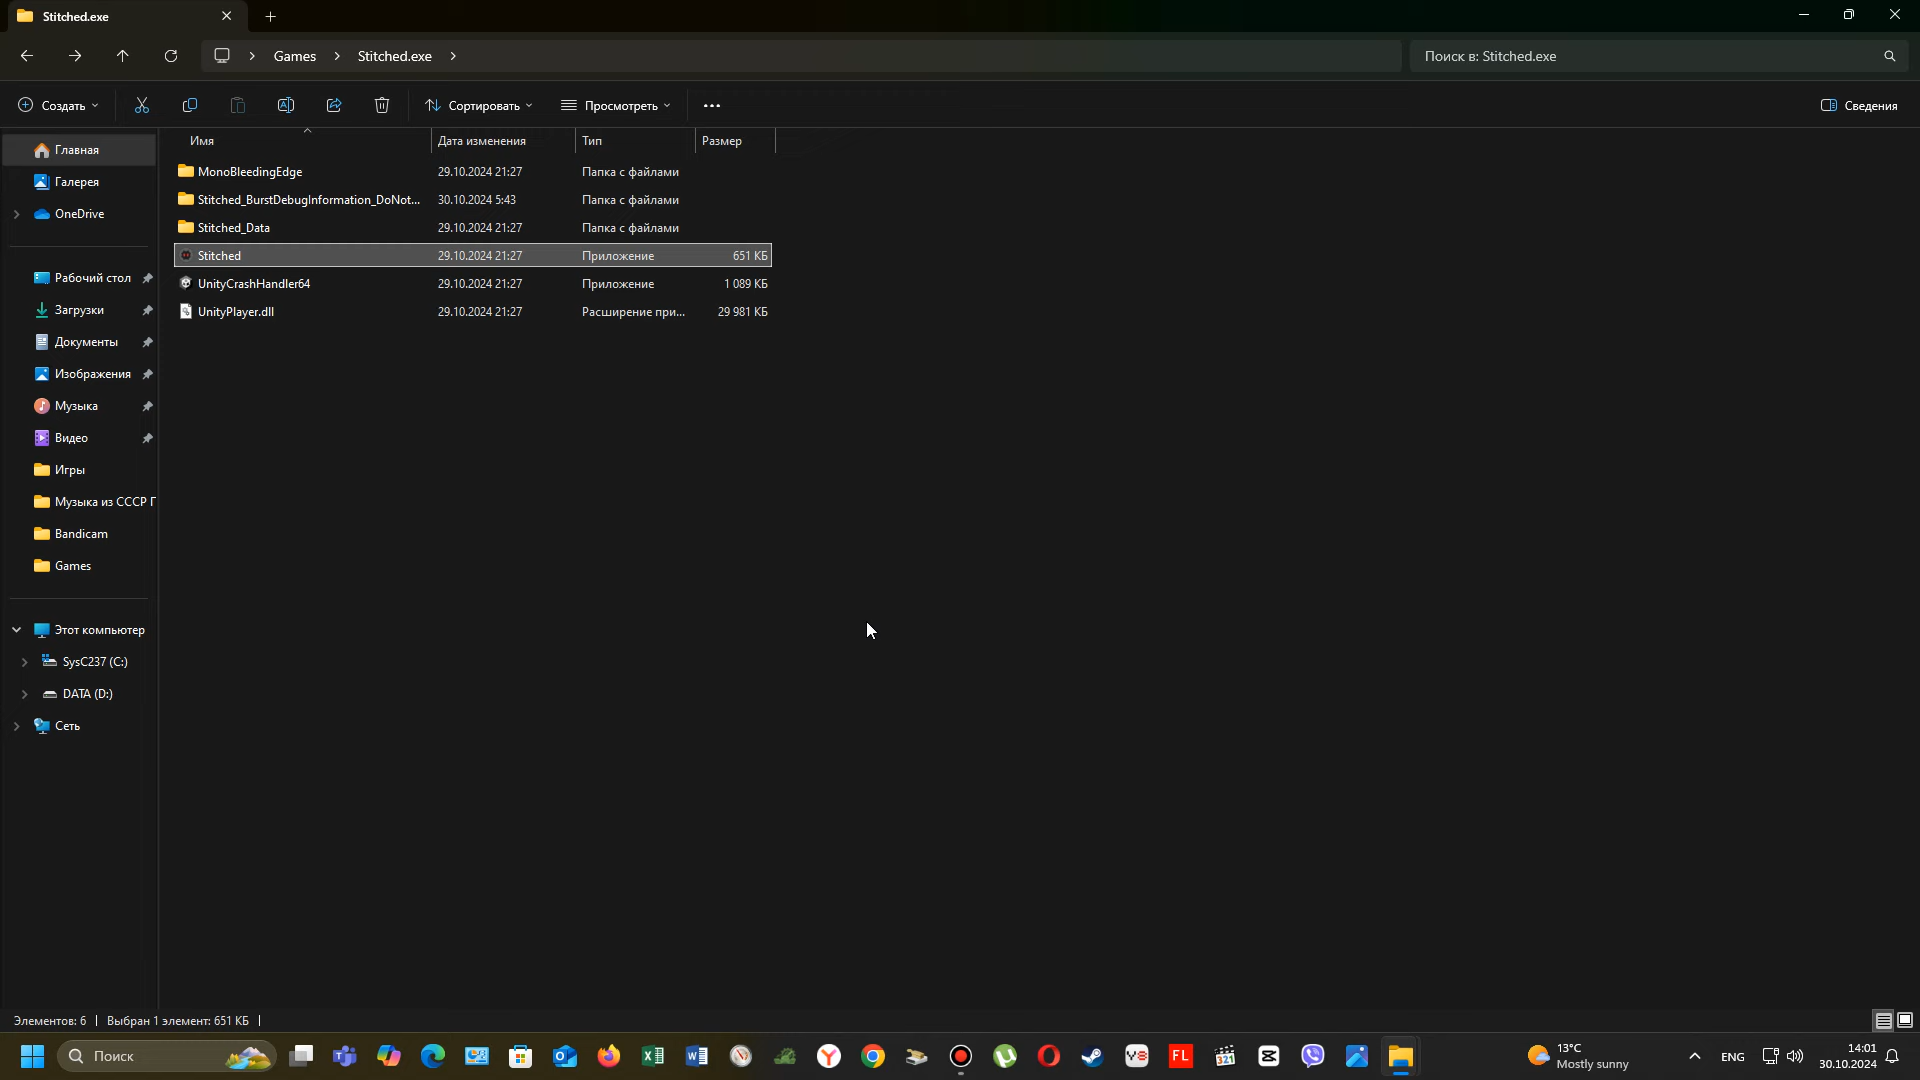 Stitched.exe
Games
Stitched.exe
Поиск в: Stitched.exe
Создать
Сортировать
Просмотреть
Сведения
Имя Дата изменения Тип Размер
MonoBleedingEdge 29.10.2024 21:27 Папка с файлами
Stitched_BurstDebugInformation_DoNot... 30.10.2024 5:43 Папка с файлами
Stitched_Data 29.10.2024 21:27 Папка с файлами
Stitched 29.10.2024 21:27 Приложение 651 КБ
UnityCrashHandler64 29.10.2024 21:27 Приложение 1 089 КБ
UnityPlayer.dll 29.10.2024 21:27 Расширение при... 29 981 КБ
Главная
Галерея
OneDrive
Рабочий стол
Загрузки
Документы
Изображения
Музыка
Видео
Игры
Музыка из СССР Г
Bandicam
Games
Этот компьютер
SysC237 (C:)
DATA (D:)
Сеть
Элементов: 6
Выбран 1 элемент: 651 КБ
Поиск
321
FL
13°C
Mostly sunny
ENG
14:01
30.10.2024